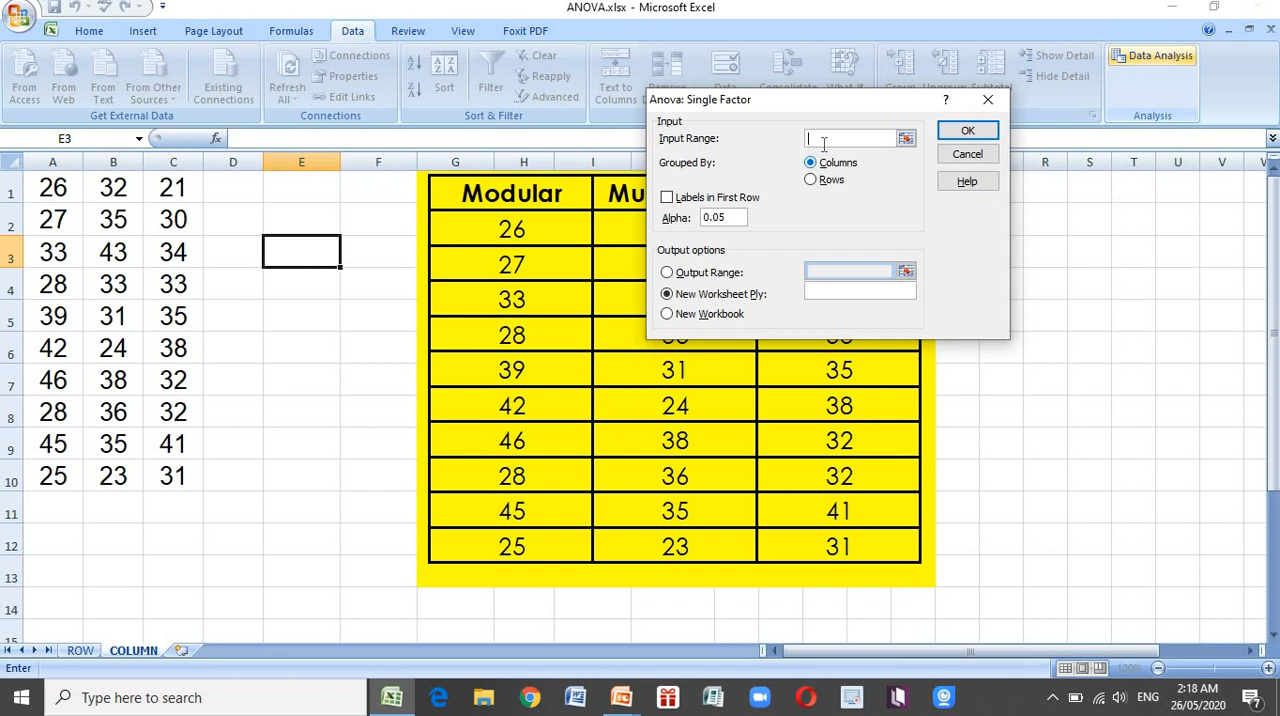 ANOVA.xlsx - Microsoft Excel
Home Insert Page Layout Formulas Data Review View Foxit PDF
From Access
From Web
From Text
From Other Sources
Existing Connections
Get External Data
Refresh All
Connections
Properties
Edit Links
Connections
Sort
Filter
Clear
Reapply
Advanced
Sort & Filter
Text to Columns
Show Detail
Hide Detail
Data Analysis
Analysis
E3 fx
A B C D E F G H I R S T U V W
1 26 32 21
2 27 35 30
3 33 43 34
4 28 33 33
5 39 31 35
6 42 24 38
7 46 38 32
8 28 36 32
9 45 35 41
10 25 23 31
11
12
13
14
15
Modular Mu
26
27
33
28
39 31 35
42 24 38
46 38 32
28 36 32
45 35 41
25 23 31
Anova: Single Factor ?
Input
Input Range:
Grouped By:
Columns
Rows
Labels in First Row
Alpha: 0.05
OK
Cancel
Help
Output options
Output Range:
New Worksheet Ply:
New Workbook
ROW COLUMN
Enter 100%
Type here to search
ENG
2:18 AM
26/05/2020
7